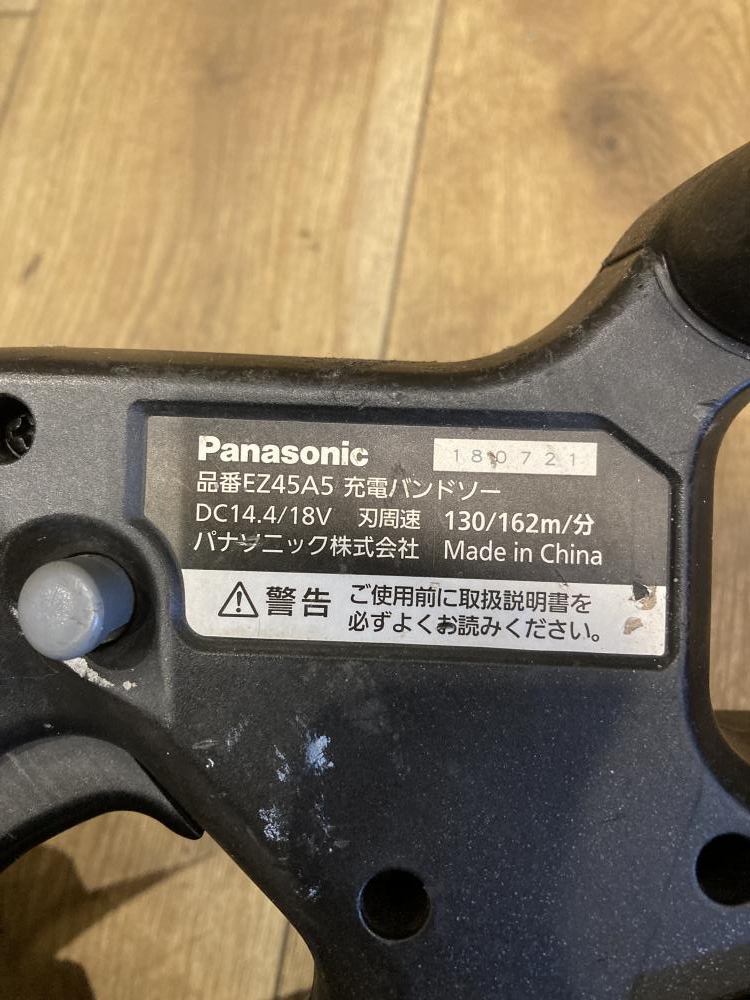 Panasonic
180721
品番EZ45A5 充電バンドソー
DC14.4/18V 刃周速 130/162m/分
パナソニック株式会社 Made in China
警告 ご使用前に取扱説明書を
必ずよくお読みください。